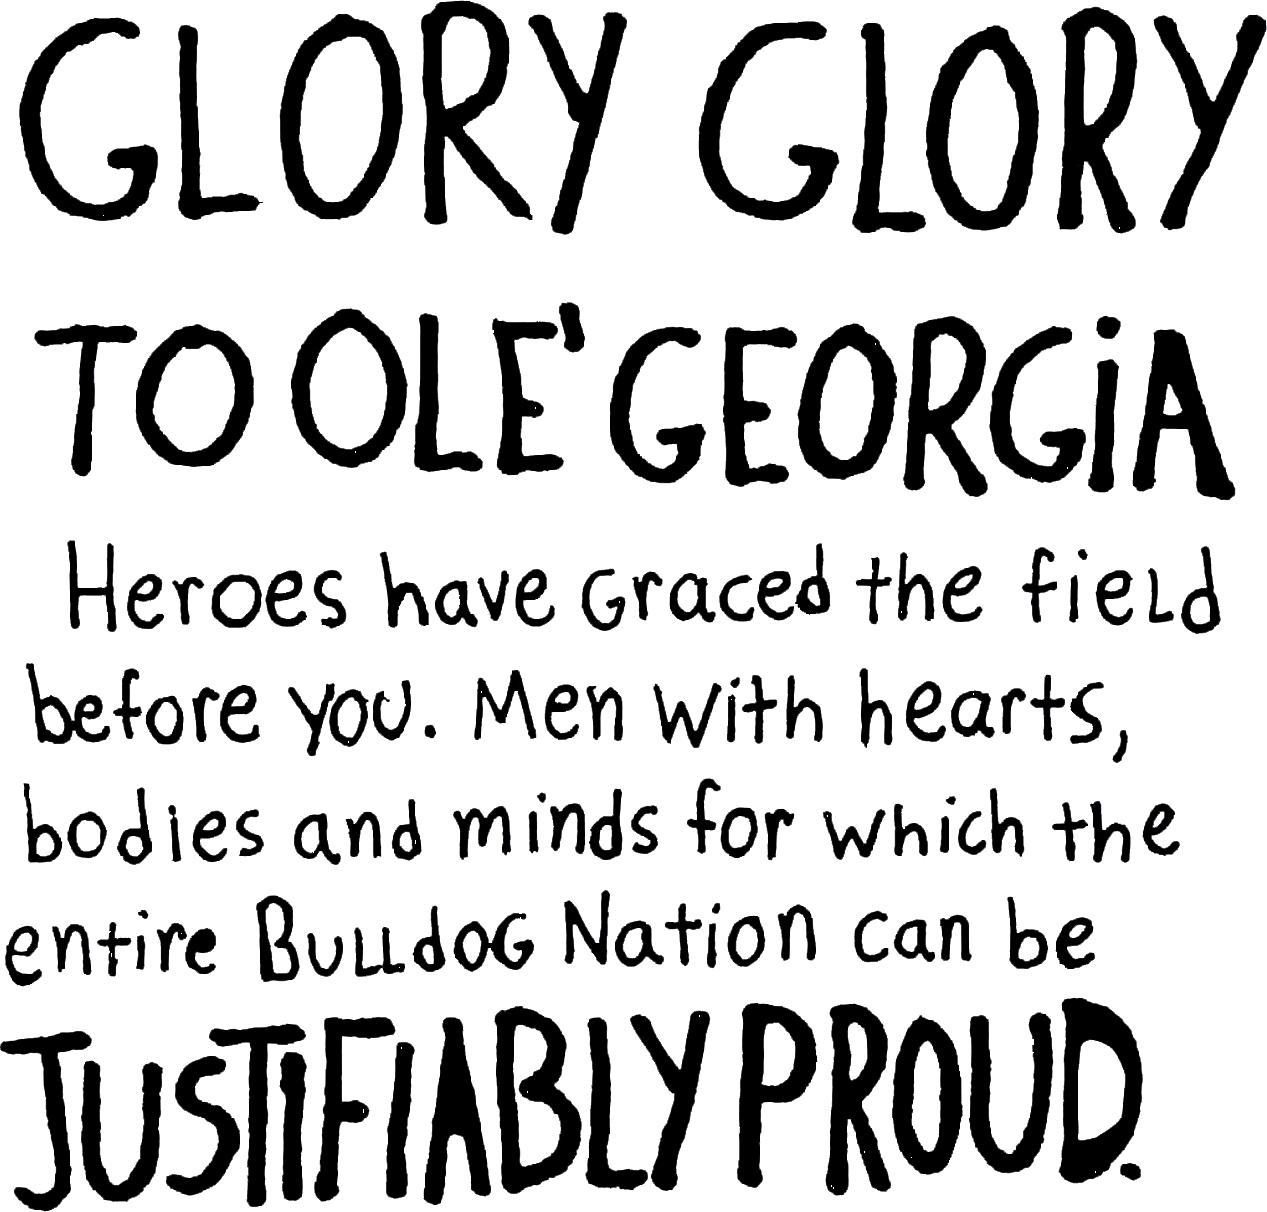 GLORY GLORY
TO OLE' GEORGiA
Heroes have Graced the fieLd
before you. Men with hearts,
bodies and minds for which the
entire BuLLdoG Nation can be
JUSTIFIABLY PROUD.